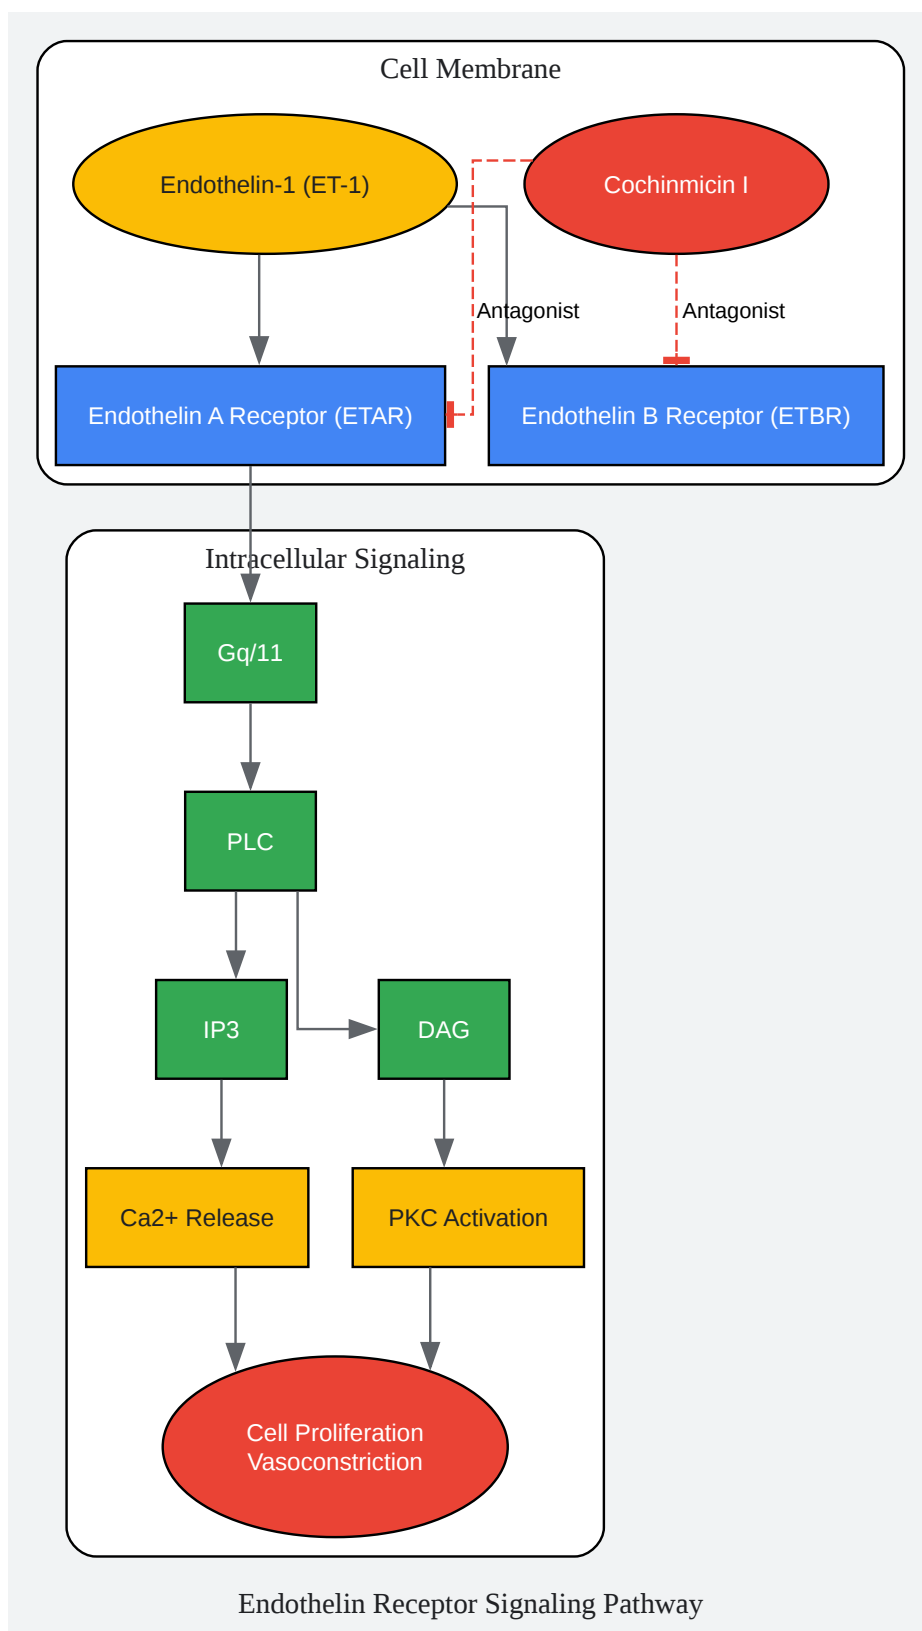 Cell Membrane
Endothelin-1 (ET-1)
Cochinmicin I
Antagonist
Antagonist
Endothelin A Receptor (ETAR)
Endothelin B Receptor (ETBR)
Intracellular Signaling
Gq/11
PLC
IP3
DAG
Ca2+ Release
PKC Activation
Cell Proliferation
Vasoconstriction
Endothelin Receptor Signaling Pathway